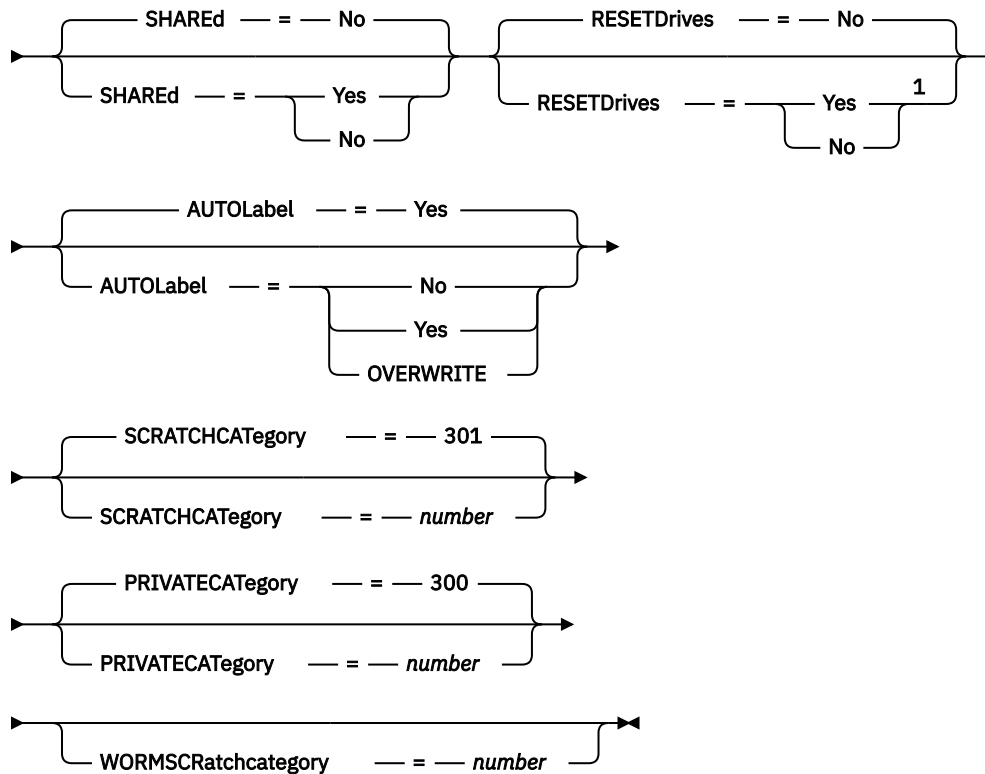 SHAREd = No RESETDrives = No
SHAREd = Yes RESETDrives = Yes 1
No No
AUTOLabel = Yes
AUTOLabel = No
Yes
OVERWRITE
SCRATCHCATegory = 301
SCRATCHCATegory = number
PRIVATECATegory = 300
PRIVATECATegory = number
WORMSCRatchcategory = number